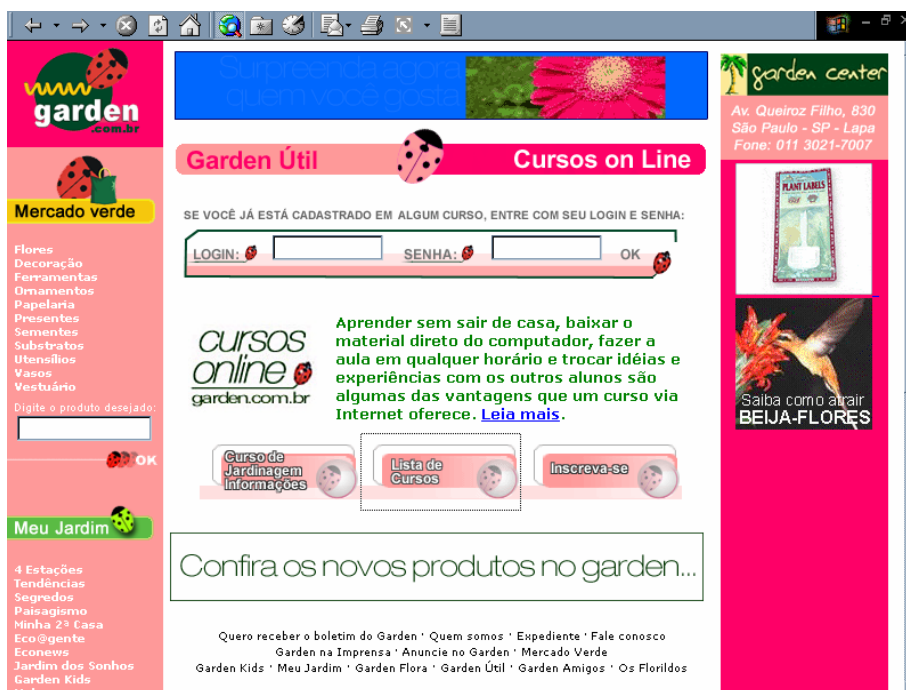 garden
.com.br
Mercado verde
Flores
Decoração
Ferramentas
Ornamentos
Papelaria
Presentes
Sementes
Substratos
Utensílios
Vasos
Vestuário
Digite o produto desejado:
OK
Meu Jardim
4 Estações
Tendências
Segredos
Paisagismo
Minha 2ª Casa
Eco@gente
Econews
Jardim dos Sonhos
Garden Kids
Surpreenda agora
quem você gosta
Garden Útil
Cursos on Line
SE VOCÊ JÁ ESTÁ CADASTRADO EM ALGUM CURSO, ENTRE COM SEU LOGIN E SENHA:
LOGIN: SENHA: OK
cursos
online
garden.com.br
Aprender sem sair de casa, baixar o
material direto do computador, fazer a
aula em qualquer horário e trocar idéias e
experiências com os outros alunos são
algumas das vantagens que um curso via
Internet oferece. Leia mais.
Curso de
Jardinagem
Informações
Lista de
Cursos
Inscreva-se
Confira os novos produtos no garden...
Quero receber o boletim do Garden · Quem somos · Expediente · Fale conosco
Garden na Imprensa · Anuncie no Garden · Mercado Verde
Garden Kids · Meu Jardim · Garden Flora · Garden Útil · Garden Amigos · Os Florildos
garden center
Av. Queiroz Filho, 830
São Paulo - SP - Lapa
Fone: 011 3021-7007
PLANT LABELS
Saiba como atrair
BEIJA-FLORES